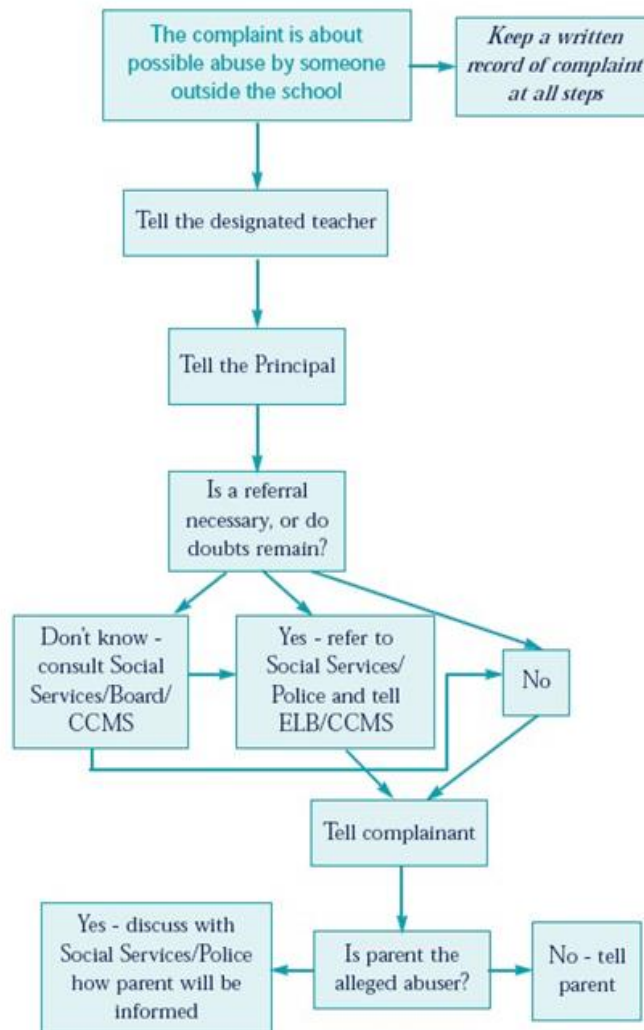 The complaint is about
possible abuse by someone
outside the school
Keep a written
record of complaint
at all steps
Tell the designated teacher
Tell the Principal
Is a referral
necessary, or do
doubts remain?
Don't know -
consult Social
Services/Board/
CCMS
Yes - refer to
Social Services/
Police and tell
ELB/CCMS
No
Tell complainant
Yes - discuss with
Social Services/Police
how parent will be
informed
Is parent the
alleged abuser?
No - tell
parent